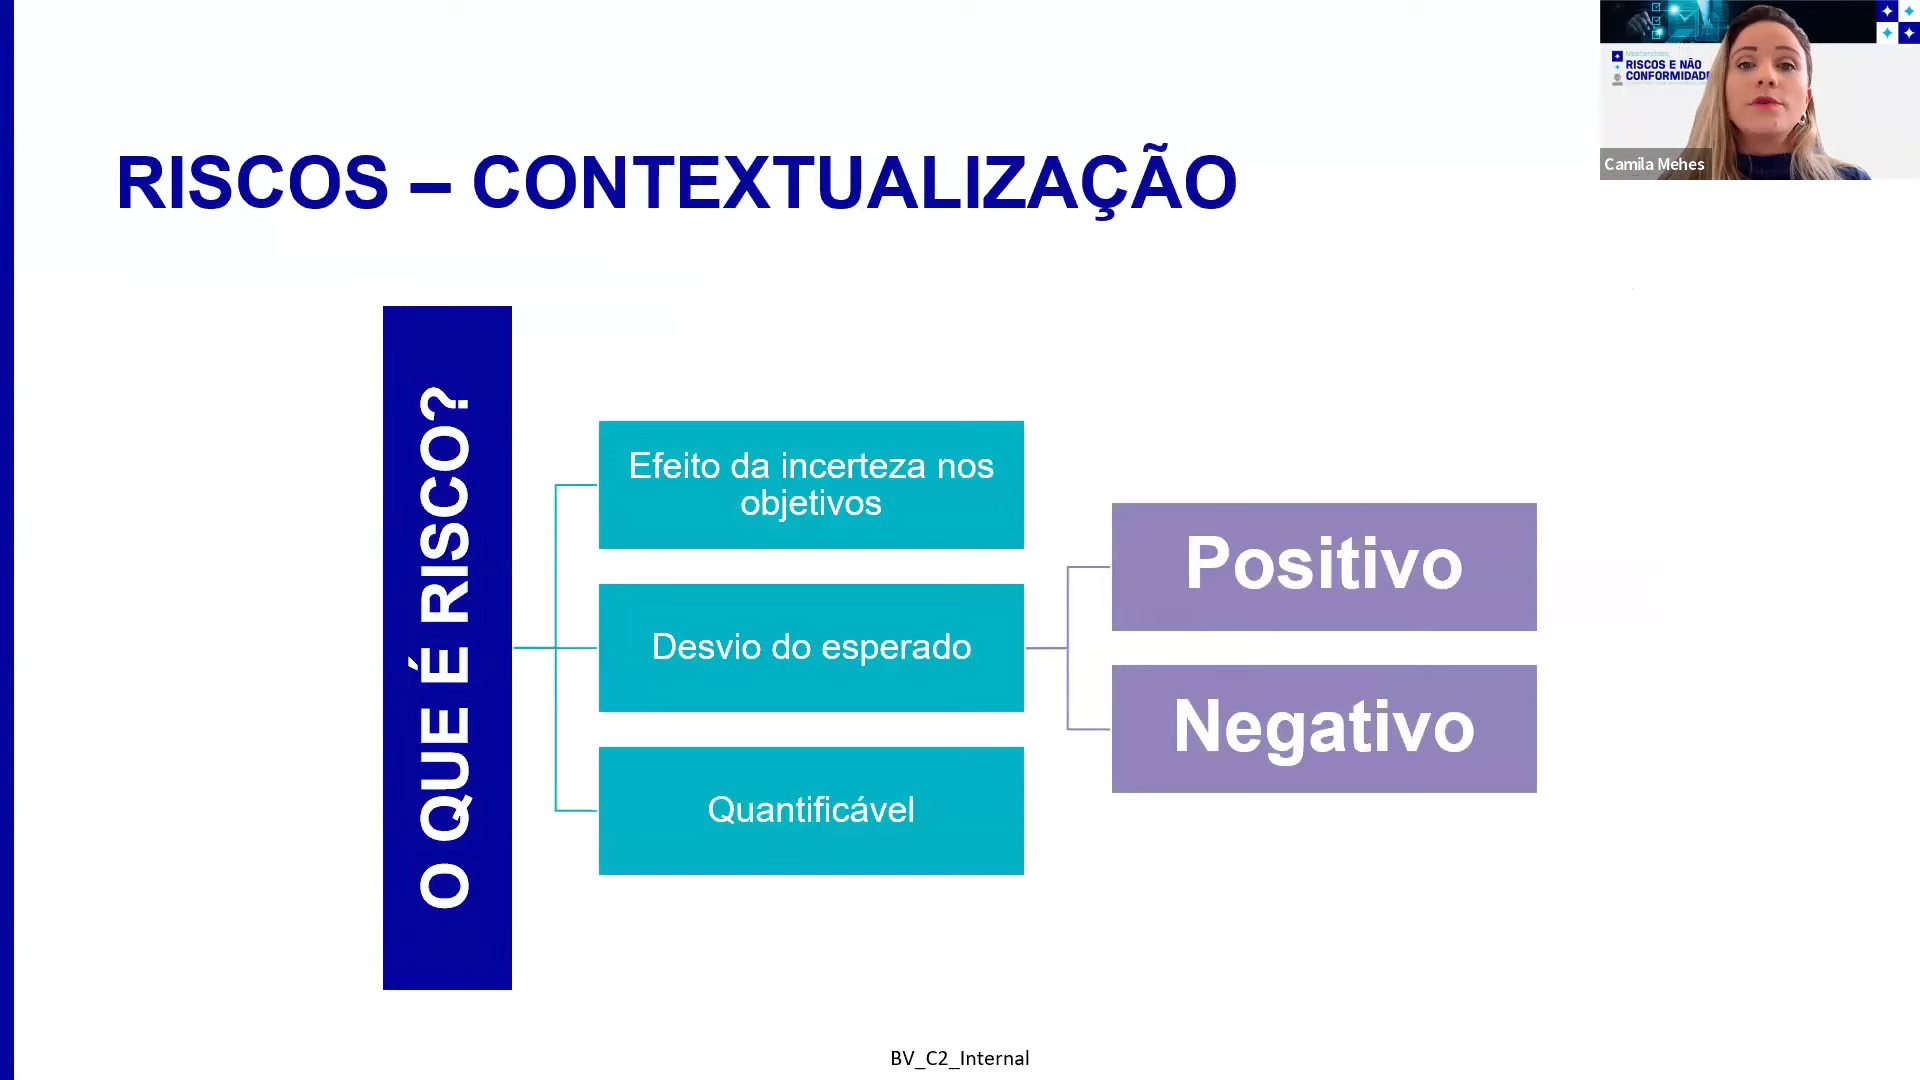 RISCOS – CONTEXTUALIZAÇÃO
O QUE É RISCO?
Efeito da incerteza nos
objetivos
Desvio do esperado
Quantificável
Positivo
Negativo
Masterclass
RISCOS E NÃO
CONFORMIDADE
Camila Mehes
BV_C2_Internal